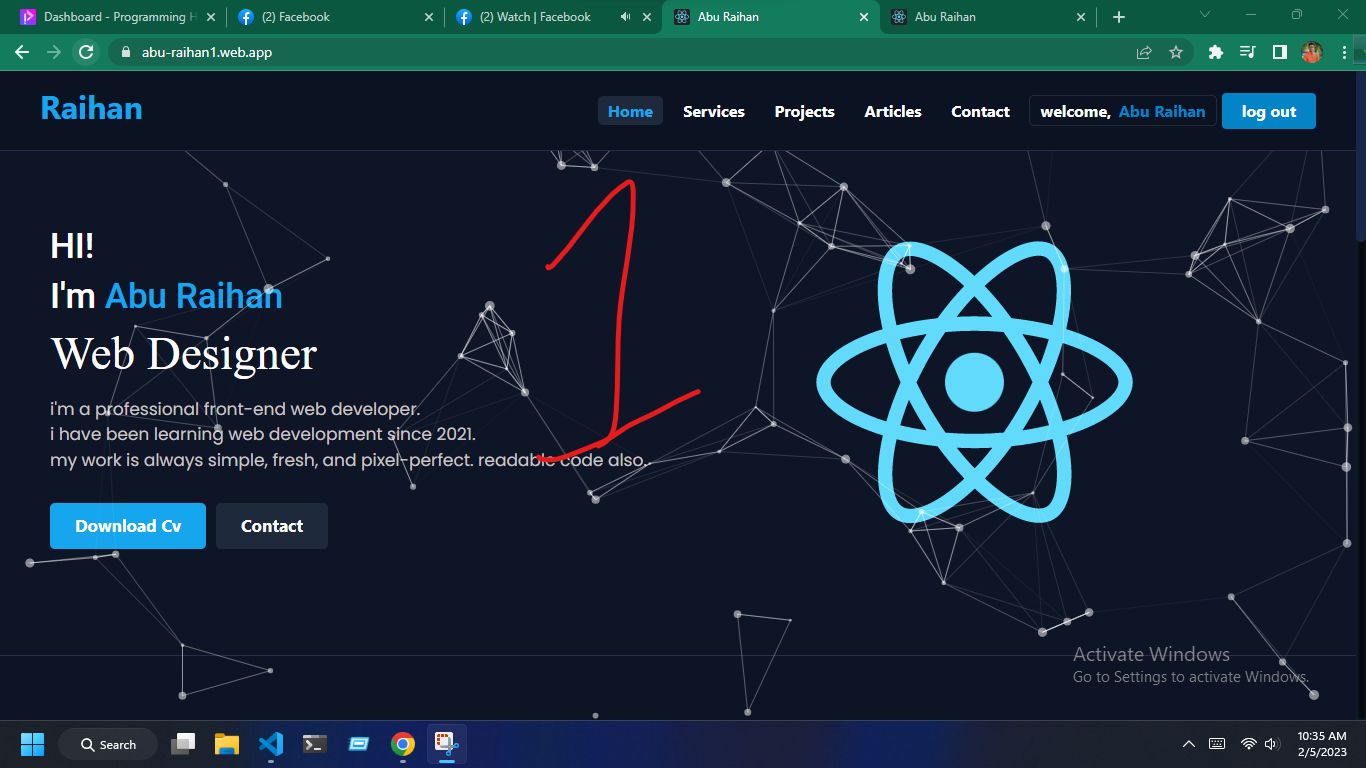 Dashboard - Programming H
(2) Facebook
(2) Watch | Facebook
Abu Raihan
Abu Raihan
abu-raihan1.web.app
Raihan
Home
Services
Projects
Articles
Contact
welcome, Abu Raihan
log out
1
HI!
I'm Abu Raihan
Web Designer
i'm a professional front-end web developer.
i have been learning web development since 2021.
my work is always simple, fresh, and pixel-perfect. readable code also..
Download Cv
Contact
Activate Windows
Go to Settings to activate Windows.
Search
10:35 AM
2/5/2023